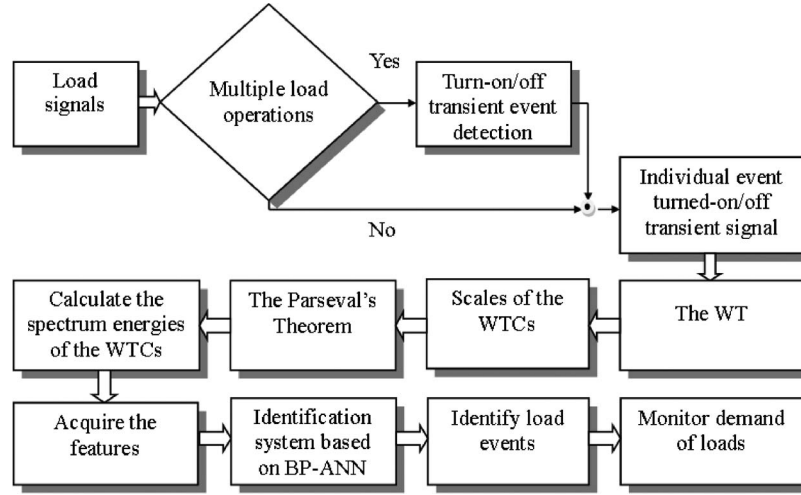 Load
signals
Multiple load
operations
Yes
Turn-on/off
transient event
detection
No
Individual event
turned-on/off
transient signal
The WT
Scales of the
WTCs
The Parseval's
Theorem
Calculate the
spectrum energies
of the WTCs
Acquire the
features
Identification
system based
on BP-ANN
Identify load
events
Monitor demand
of loads